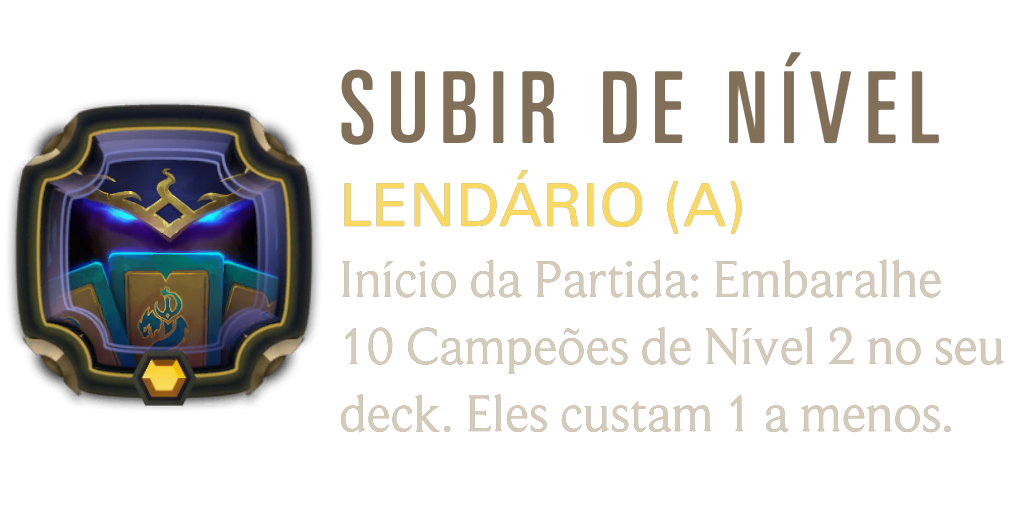 SUBIR DE NÍVEL
LENDÁRIO (A)
Início da Partida: Embaralhe
10 Campeões de Nível 2 no seu
deck. Eles custam 1 a menos.